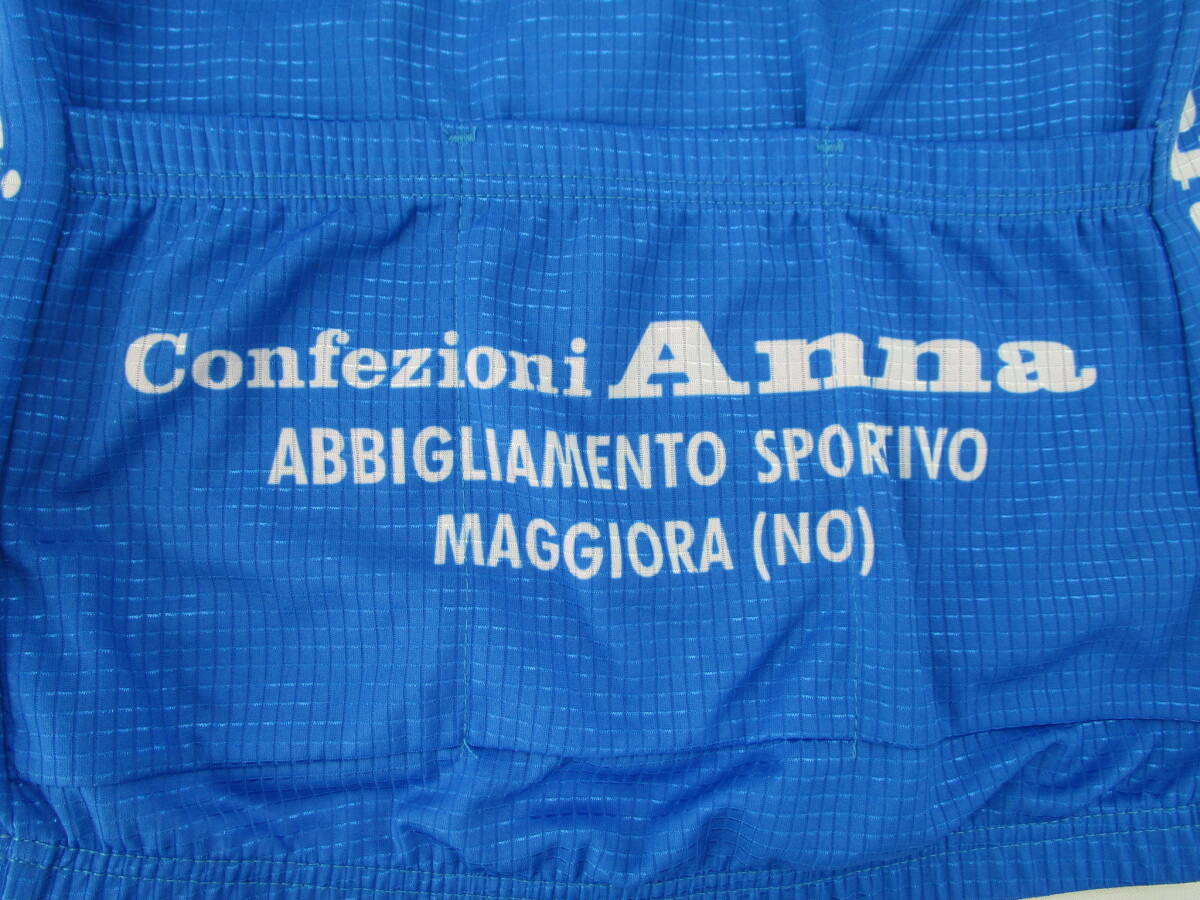 Confezioni Anna
ABBIGLIAMENTO SPORTIVO
MAGGIORA (NO)